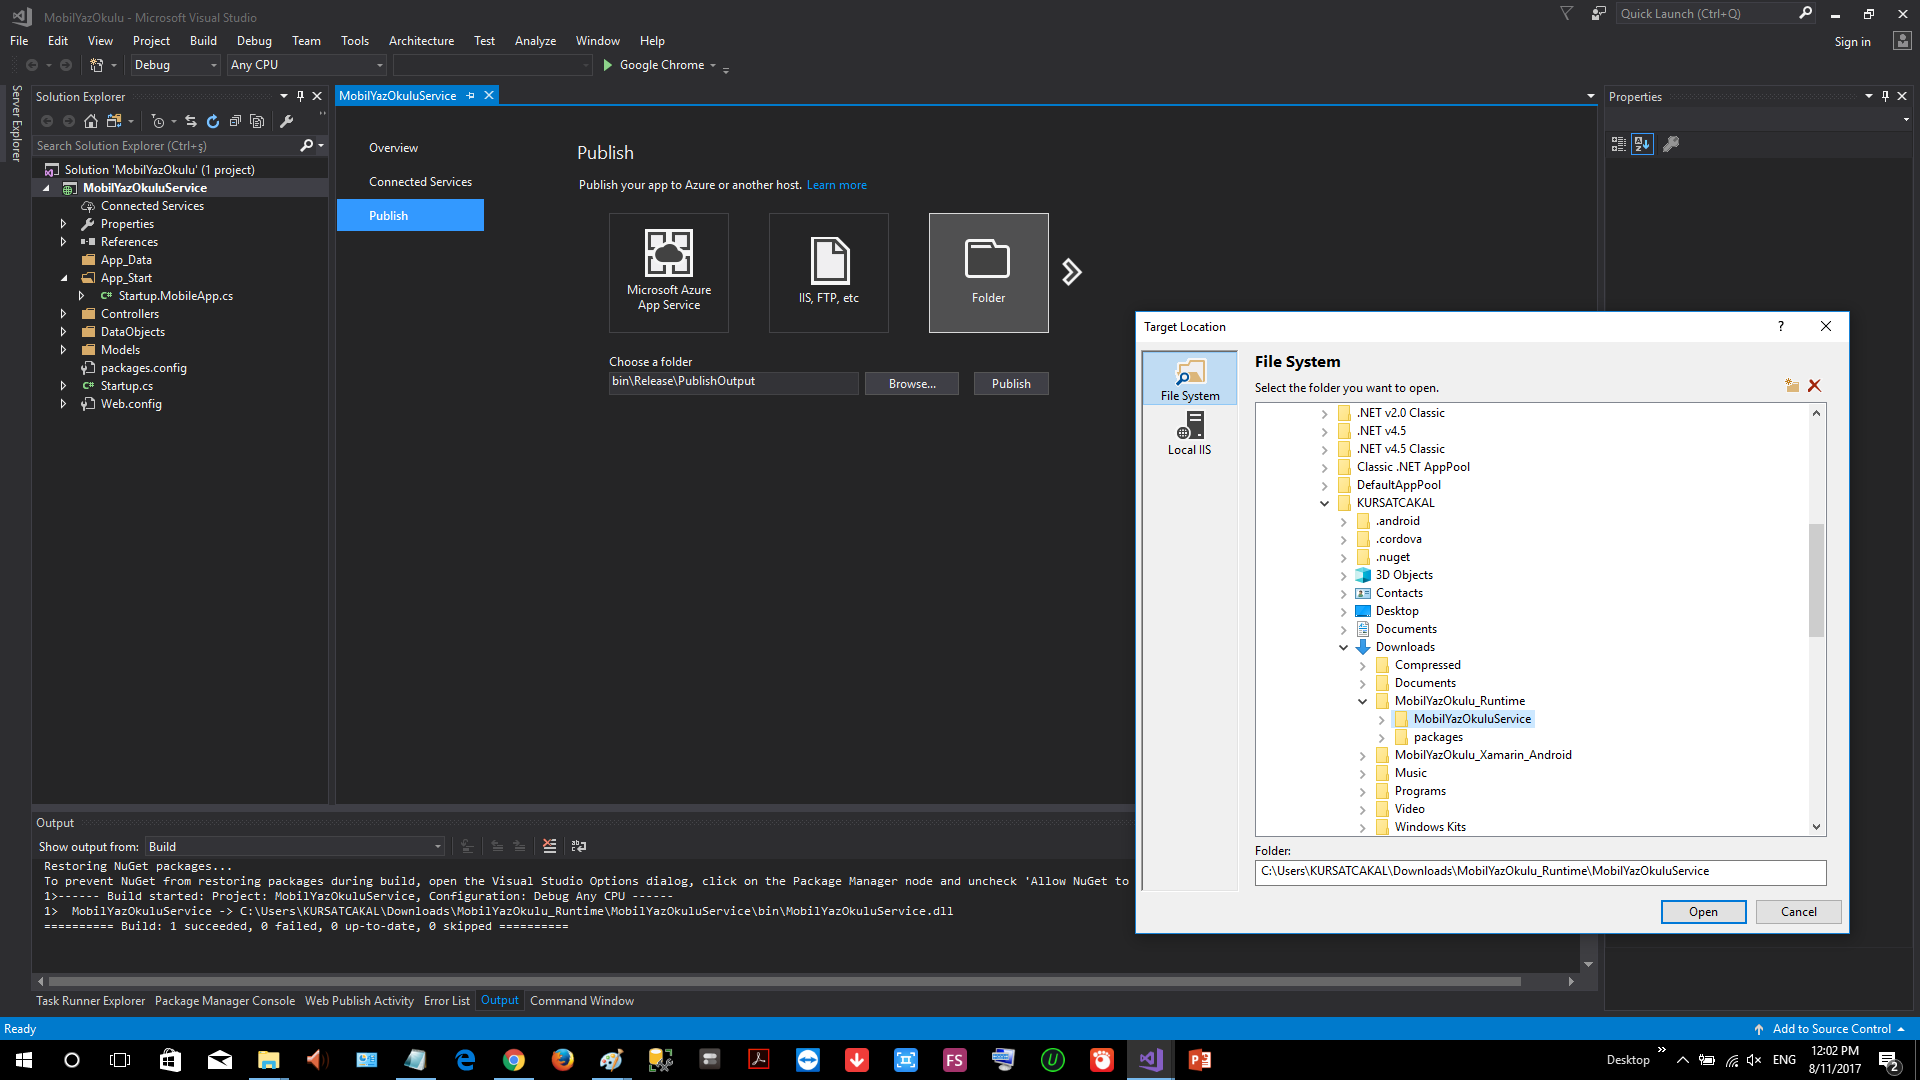 MobilYazOkulu - Microsoft Visual Studio
Quick Launch (Ctrl+Q)
File Edit View Project Build Debug Team Tools Architecture Test Analyze Window Help
Sign in
Debug Any CPU Google Chrome
Server Explorer
Solution Explorer
Search Solution Explorer (Ctrl+ş)
Solution 'MobilYazOkulu' (1 project)
MobilYazOkuluService
Connected Services
Properties
References
App_Data
App_Start
C# Startup.MobileApp.cs
Controllers
DataObjects
Models
packages.config
C# Startup.cs
Web.config
MobilYazOkuluService
Overview
Connected Services
Publish
Publish
Publish your app to Azure or another host. Learn more
Microsoft Azure
App Service
IIS, FTP, etc
Folder
Choose a folder
bin\Release\PublishOutput
Browse...
Publish
Properties
Target Location
?
File System
Local IIS
File System
Select the folder you want to open.
.NET v2.0 Classic
.NET v4.5
.NET v4.5 Classic
Classic .NET AppPool
DefaultAppPool
KURSATCAKAL
.android
.cordova
.nuget
3D Objects
Contacts
Desktop
Documents
Downloads
Compressed
Documents
MobilYazOkulu_Runtime
MobilYazOkuluService
packages
MobilYazOkulu_Xamarin_Android
Music
Programs
Video
Windows Kits
Folder:
C:\Users\KURSATCAKAL\Downloads\MobilYazOkulu_Runtime\MobilYazOkuluService
Open
Cancel
Output
Show output from: Build
Restoring NuGet packages...
To prevent NuGet from restoring packages during build, open the Visual Studio Options dialog, click on the Package Manager node and uncheck 'Allow NuGet to
1>------ Build started: Project: MobilYazOkuluService, Configuration: Debug Any CPU ------
1>  MobilYazOkuluService -> C:\Users\KURSATCAKAL\Downloads\MobilYazOkulu_Runtime\MobilYazOkuluService\bin\MobilYazOkuluService.dll
========== Build: 1 succeeded, 0 failed, 0 up-to-date, 0 skipped ==========
Task Runner Explorer Package Manager Console Web Publish Activity Error List Output Command Window
Ready
Add to Source Control
FS
Desktop
ENG
12:02 PM
8/11/2017
2